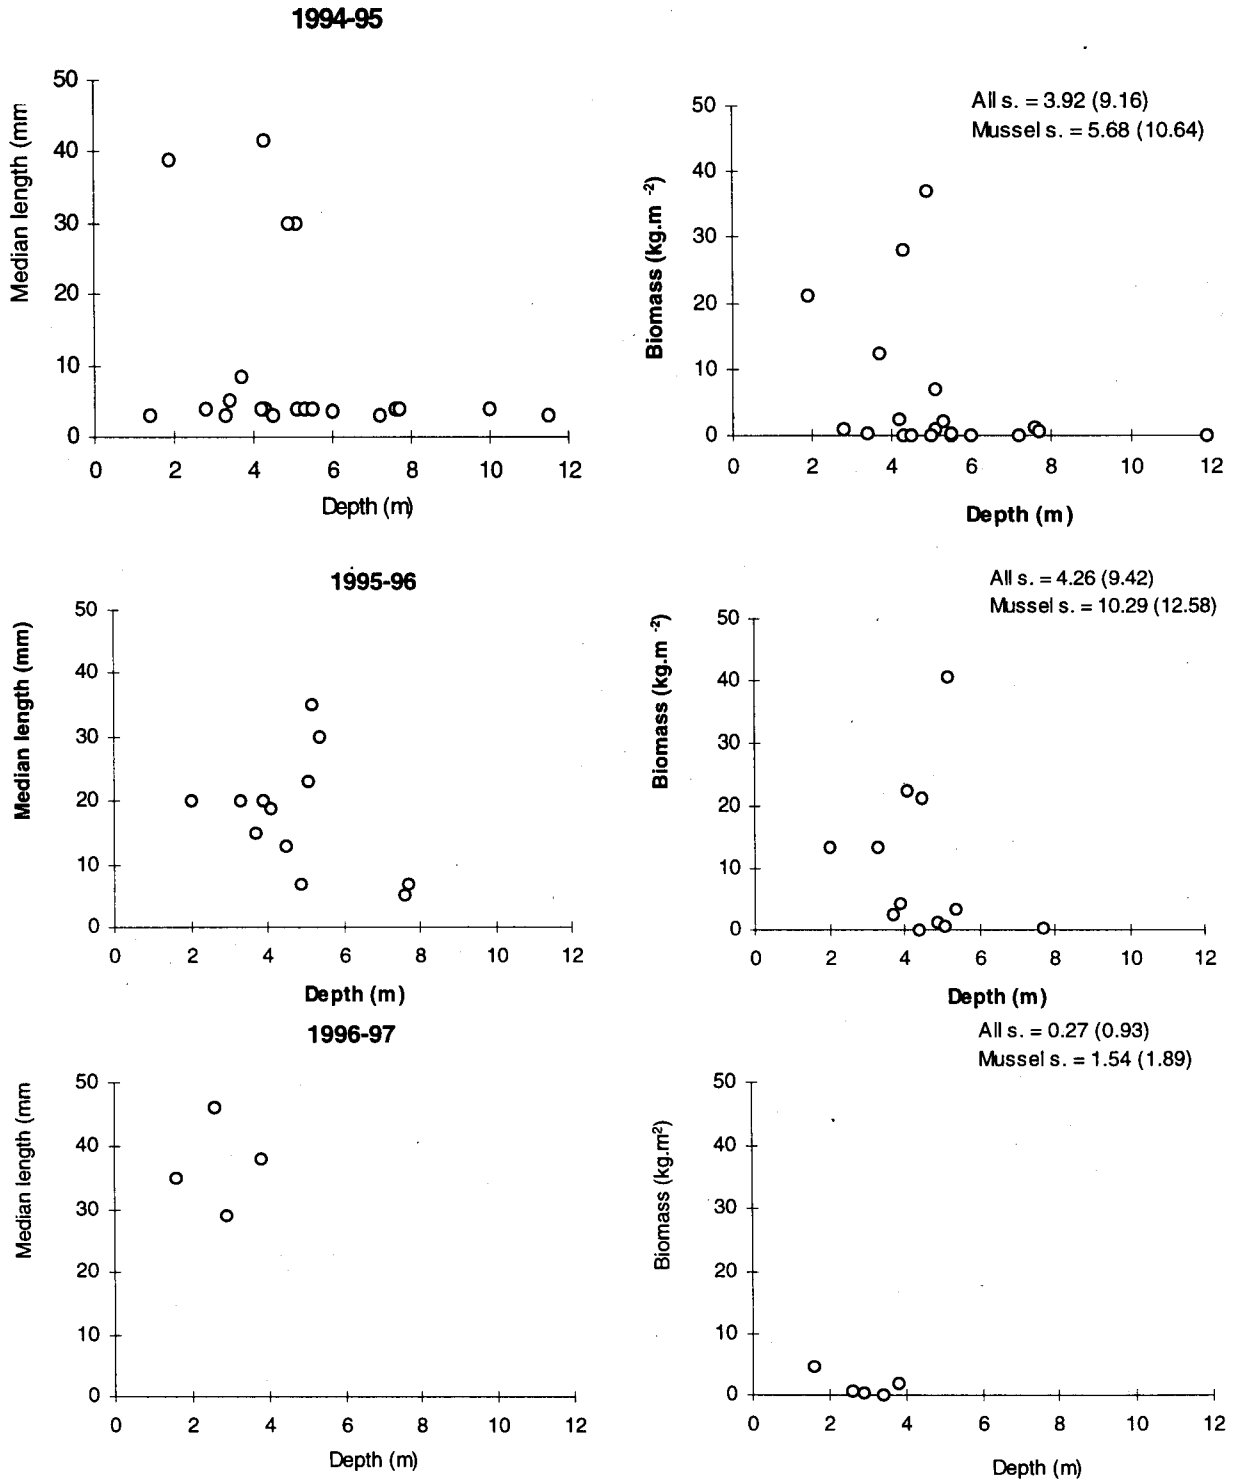 1994-95
50
40
30
20
10
0
Median length (mm
0 2 4 6 8 10 12
Depth (m)
All s. = 3.92 (9.16)
Mussel s. = 5.68 (10.64)
50
40
30
20
10
0
Biomass (kg.m -2)
0 2 4 6 8 10 12
Depth (m)
1995-96
50
40
30
20
10
0
Median length (mm)
0 2 4 6 8 10 12
Depth (m)
All s. = 4.26 (9.42)
Mussel s. = 10.29 (12.58)
50
40
30
20
10
0
Biomass (kg.m -2)
0 2 4 6 8 10 12
Depth (m)
1996-97
50
40
30
20
10
0
Median length (mm
0 2 4 6 8 10 12
Depth (m)
All s. = 0.27 (0.93)
Mussel s. = 1.54 (1.89)
50
40
30
20
10
0
Biomass (kg.m2)
0 2 4 6 8 10 12
Depth (m)